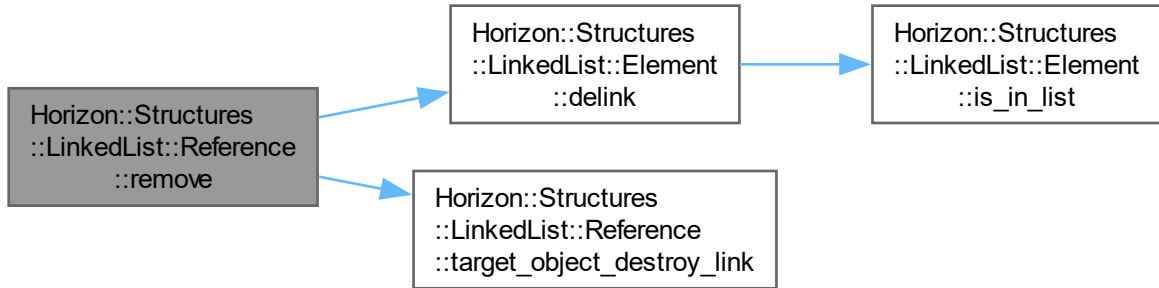 Horizon::Structures
::LinkedList::Reference
::remove
Horizon::Structures
::LinkedList::Element
::delink
Horizon::Structures
::LinkedList::Element
::is_in_list
Horizon::Structures
::LinkedList::Reference
::target_object_destroy_link